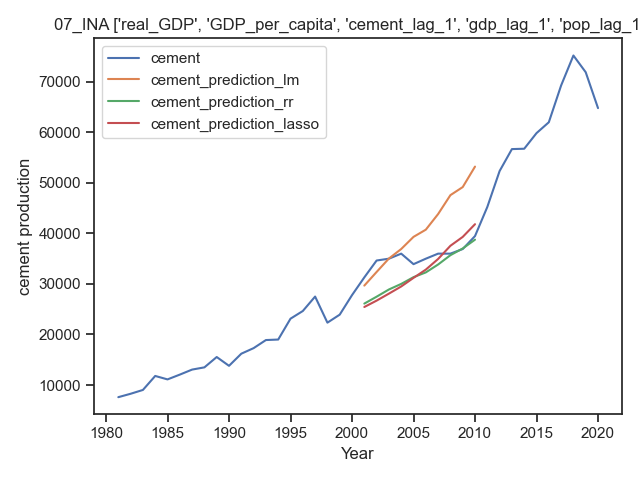 07_INA ['real_GDP', 'GDP_per_capita', 'cement_lag_1', 'gdp_lag_1', 'pop_lag_1
cement
cement_prediction_lm
cement_prediction_rr
cement_prediction_lasso
cement production
70000
60000
50000
40000
30000
20000
10000
1980 1985 1990 1995 2000 2005 2010 2015 2020
Year